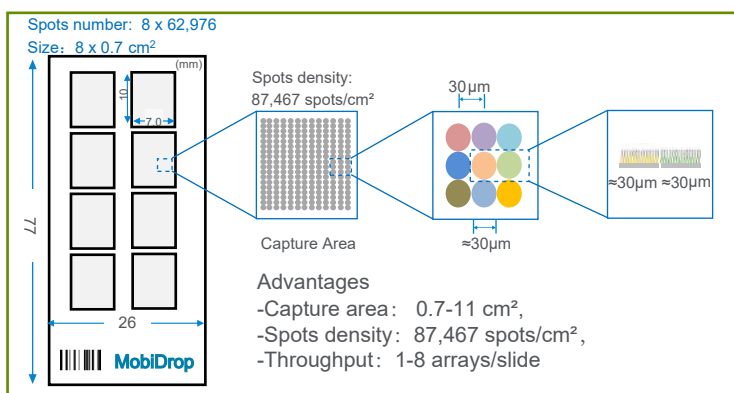 Spots number: 8 x 62,976
Size: 8 x 0.7 cm²
(mm)
10
7.0
77
26
MobiDrop
Spots density:
87,467 spots/cm²
Capture Area
30μm
≈30μm
≈30μm ≈30μm
Advantages
-Capture area: 0.7-11 cm²,
-Spots density: 87,467 spots/cm²,
-Throughput: 1-8 arrays/slide